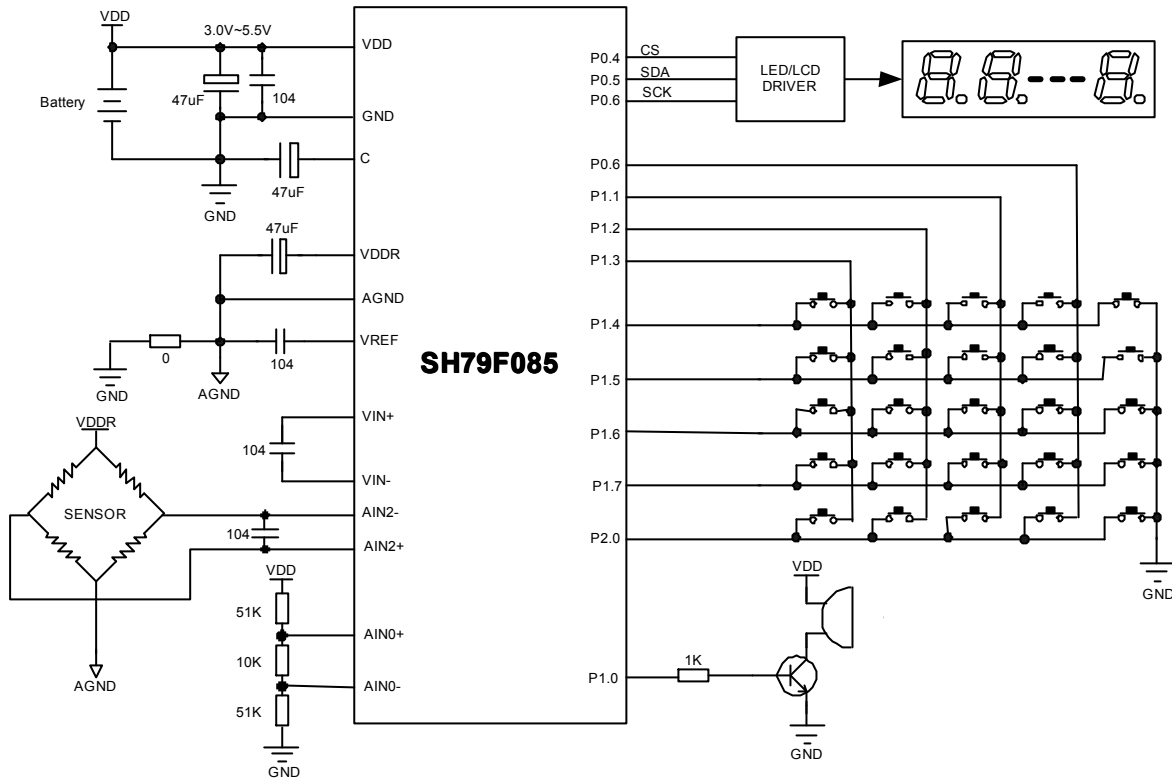 VDD
3.0V~5.5V
47uF
104
Battery
GND
47uF
VDD
GND
C
47uF
VDDR
AGND
VREF
0
GND
104
AGND
VDDR
SENSOR
AGND
104
VIN+
VIN-
AIN2-
104
AIN2+
VDD
51K
AIN0+
10K
AIN0-
51K
GND
SH79F085
P0.4
CS
P0.5
SDA
P0.6
SCK
LED/LCD
DRIVER
8.8.---8.
P0.6
P1.1
P1.2
P1.3
P1.4
P1.5
P1.6
P1.7
P2.0
GND
VDD
P1.0
1K
GND